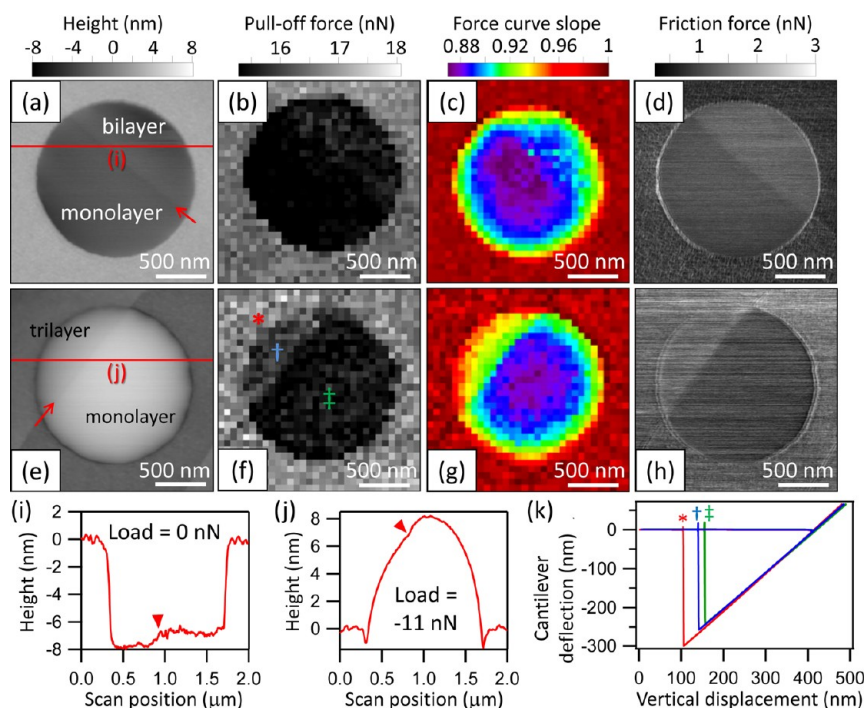 Height (nm)
-8 -4 0 4 8
Pull-off force (nN)
16 17 18
Force curve slope
0.88 0.92 0.96 1
Friction force (nN)
1 2 3
(a)
bilayer
(i)
monolayer
500 nm
(b)
500 nm
(c)
500 nm
(d)
500 nm
trilayer
(j)
monolayer
(e)
500 nm
*
†
‡
(f)
500 nm
(g)
500 nm
(h)
500 nm
(i)
Load = 0 nN
Height (nm)
2
0
-2
-4
-6
-8
0.0 0.5 1.0 1.5 2.0
Scan position (μm)
(j)
Load =
-11 nN
Height (nm)
8
6
4
2
0
0.0 0.5 1.0 1.5 2.0
Scan position (μm)
(k)
* † ‡
Cantilever
deflection (nm)
0
-100
-200
-300
0 100 200 300 400 500
Vertical displacement (nm)